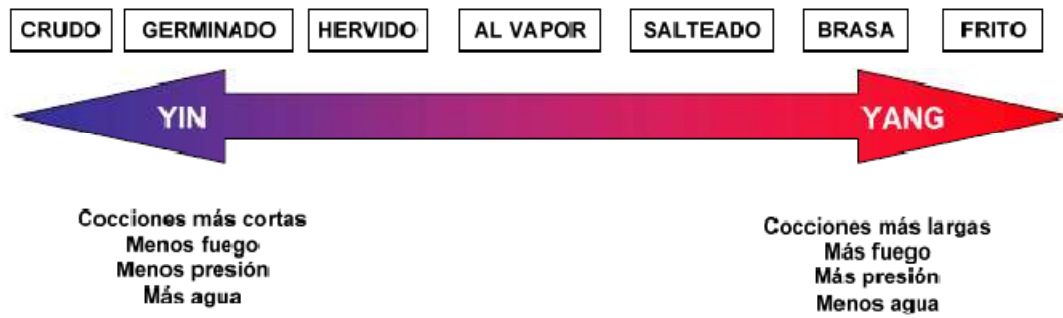 CRUDO
GERMINADO
HERVIDO
AL VAPOR
SALTEADO
BRASA
FRITO
YIN
YANG
Cocciones más cortas
Menos fuego
Menos presión
Más agua
Cocciones más largas
Más fuego
Más presión
Menos agua